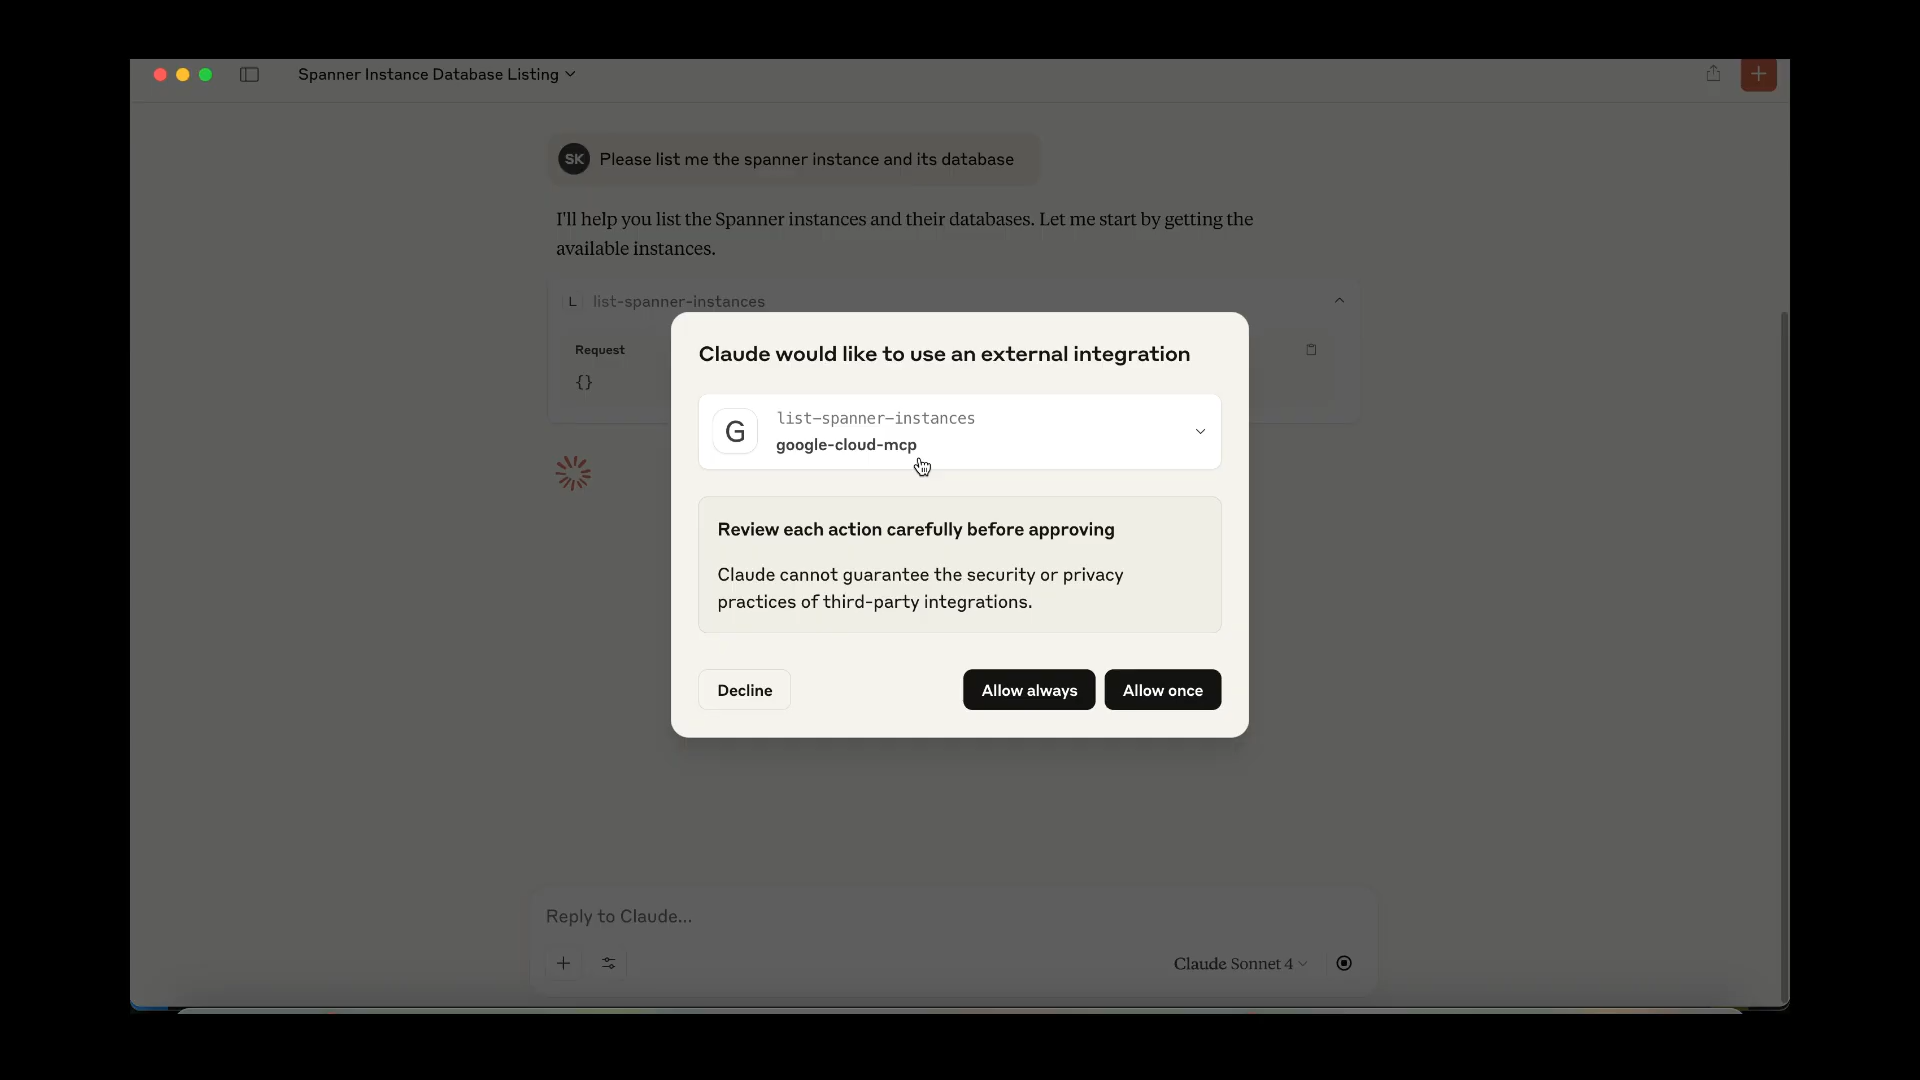 Spanner Instance Database Listing
SK Please list me the spanner instance and its database
I'll help you list the Spanner instances and their databases. Let me start by getting the
available instances.
L list-spanner-instances
Request
{}
Claude would like to use an external integration
G
list-spanner-instances
google-cloud-mcp
Review each action carefully before approving
Claude cannot guarantee the security or privacy
practices of third-party integrations.
Decline
Allow always
Allow once
Reply to Claude...
Claude Sonnet 4